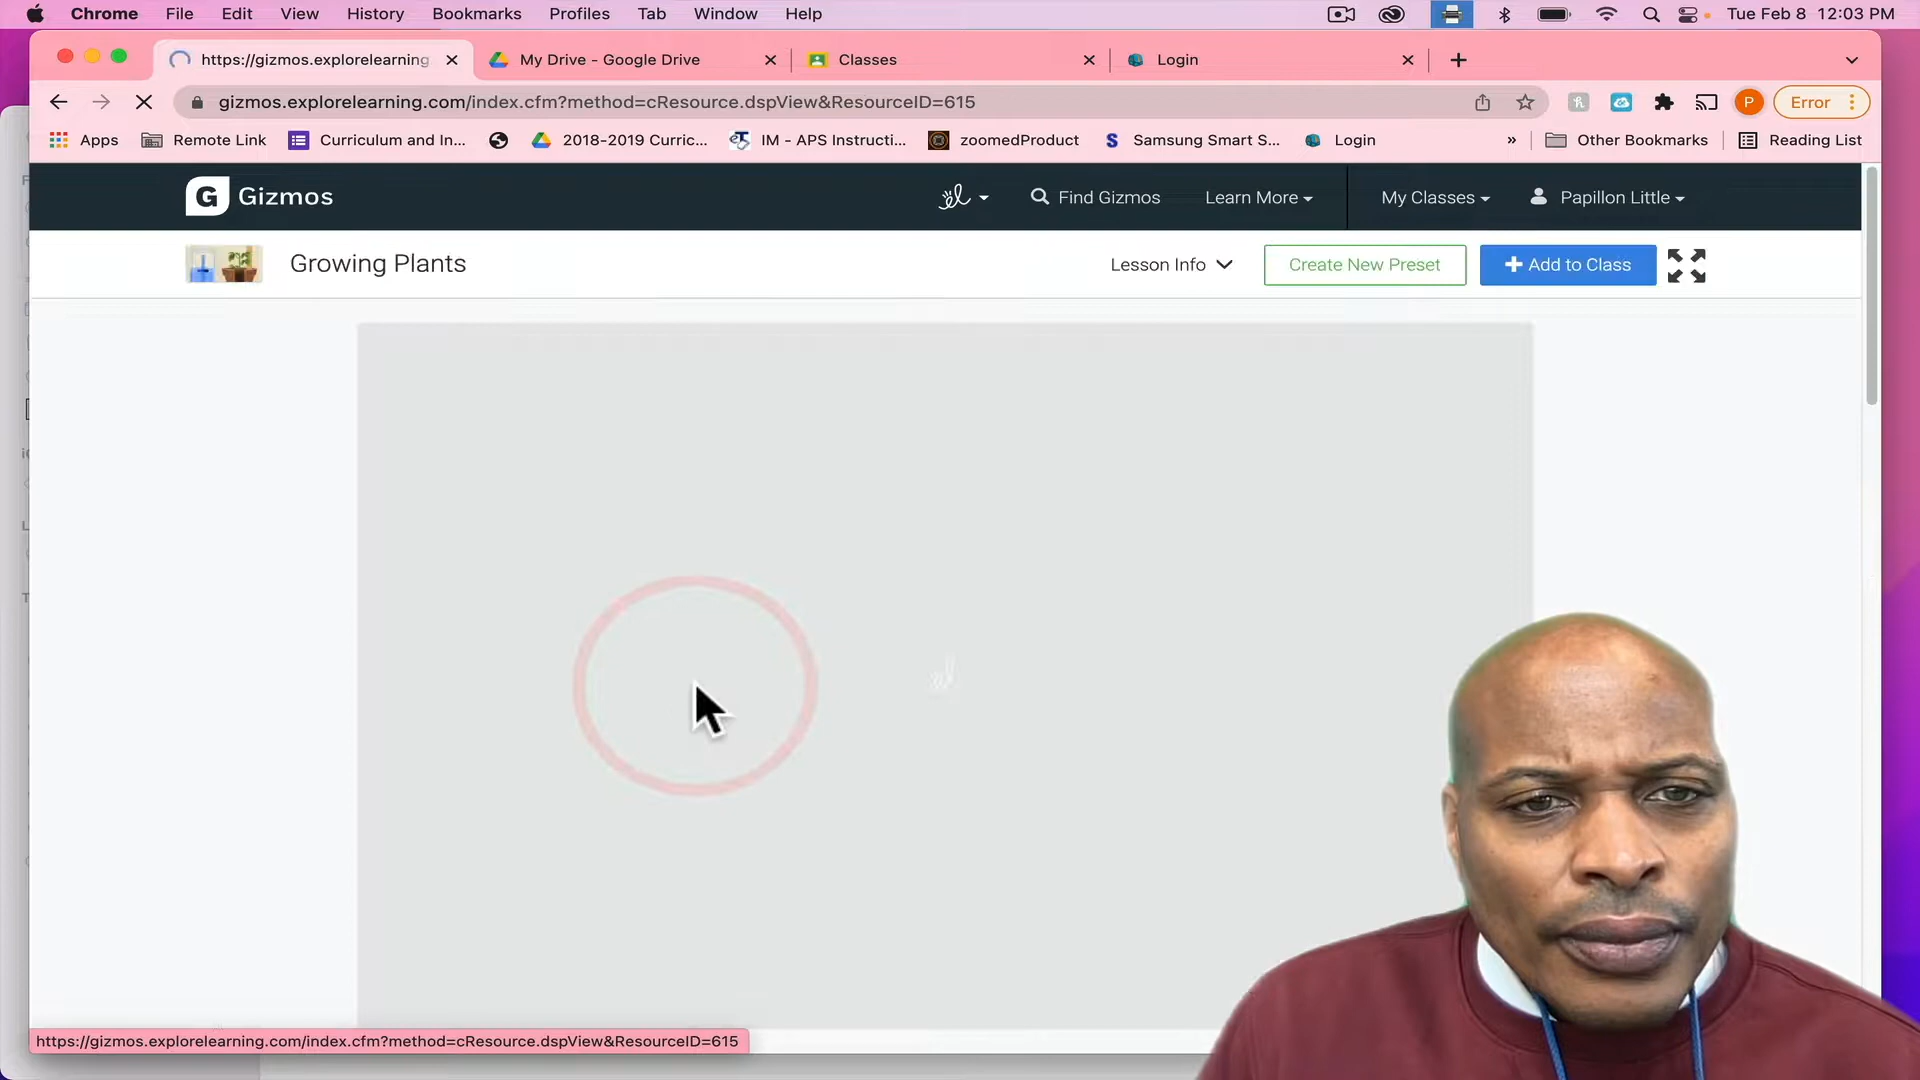 Chrome File Edit View History Bookmarks Profiles Tab Window Help Tue Feb 8 12:03 PM
https://gizmos.explorelearning My Drive - Google Drive Classes Login
gizmos.explorelearning.com/index.cfm?method=cResource.dspView&ResourceID=615 P Error
Apps Remote Link Curriculum and In... 2018-2019 Curric... IM - APS Instructi... zoomedProduct S Samsung Smart S... Login » Other Bookmarks Reading List
G Gizmos el Find Gizmos Learn More My Classes Papillon Little
Growing Plants Lesson Info Create New Preset + Add to Class
el
https://gizmos.explorelearning.com/index.cfm?method=cResource.dspView&ResourceID=615